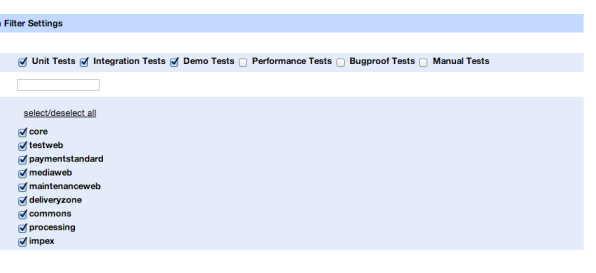 Filter Settings
Unit Tests Integration Tests Demo Tests Performance Tests Bugproof Tests Manual Tests
select/deselect all
core
testweb
paymentstandard
mediaweb
maintenanceweb
deliveryzone
commons
processing
impex